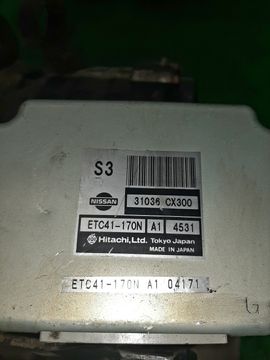 S3
NISSAN 31036 CX300
ETC41-170N A1 4531
Hitachi,Ltd. Tokyo Japan
MADE IN JAPAN
ETC41-170N A1 04171
G